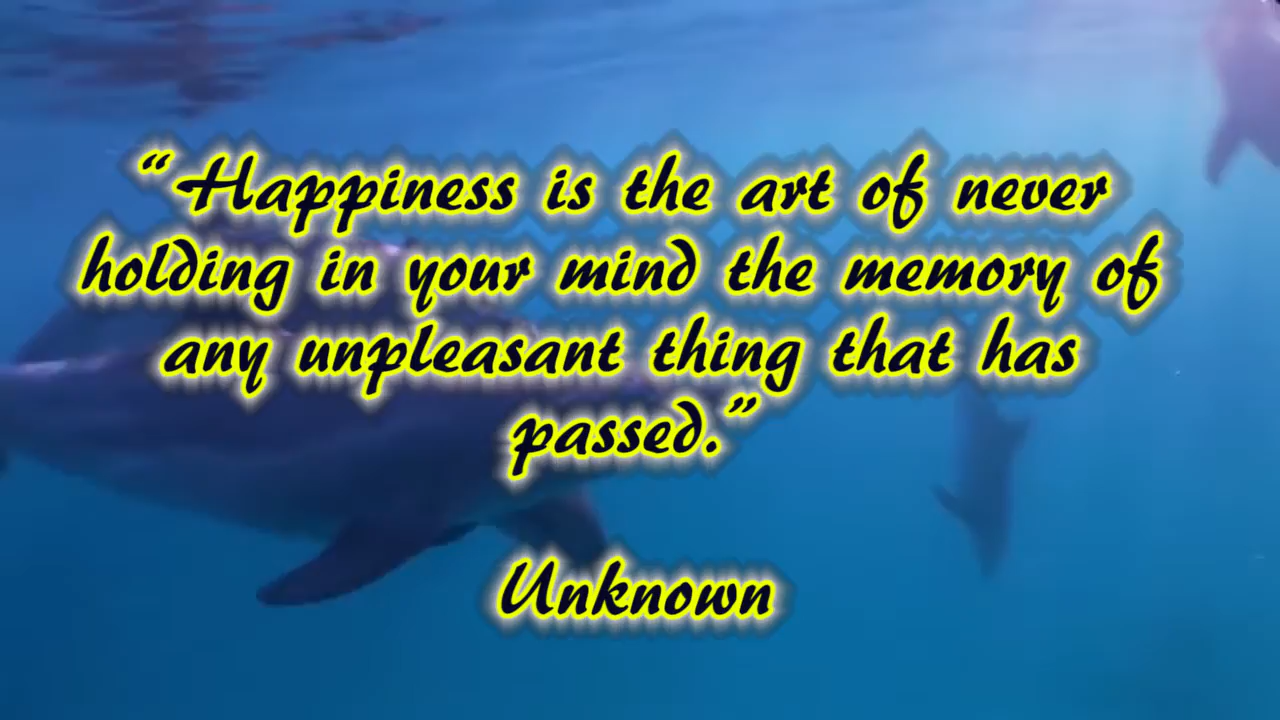 “Happiness is the art of never
holding in your mind the memory of
any unpleasant thing that has
passed.”
Unknown